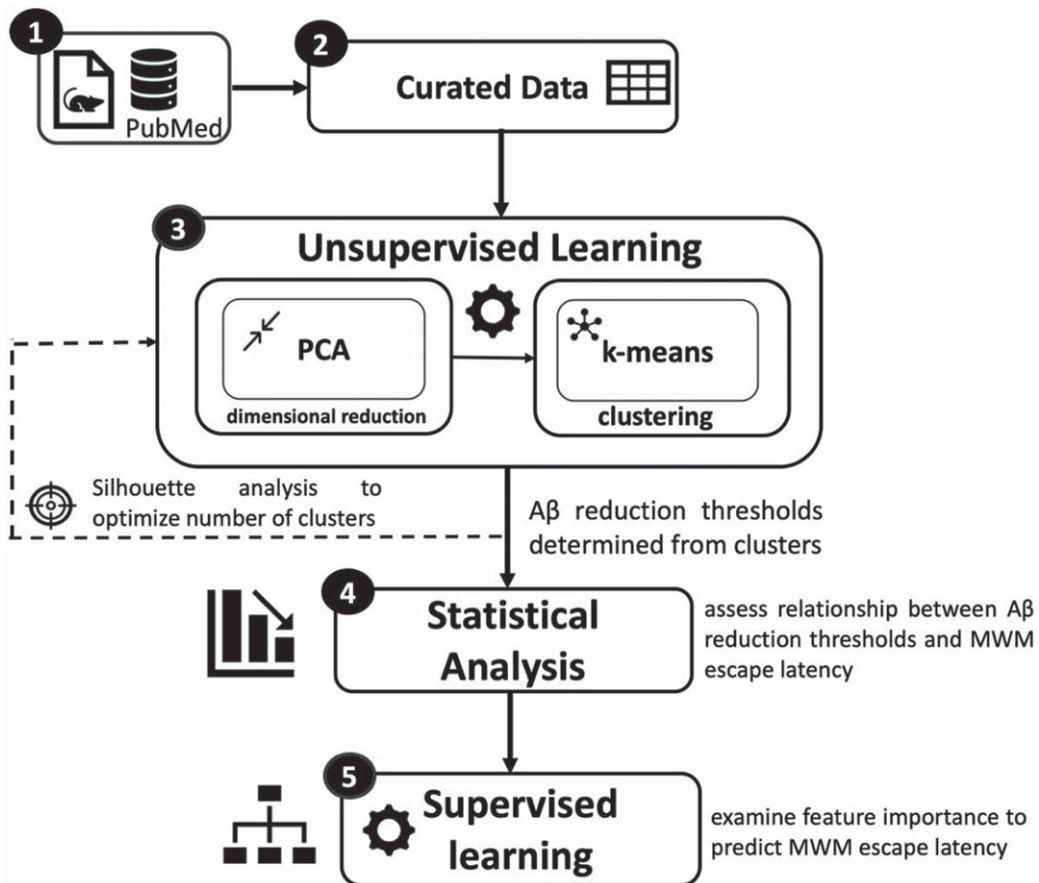 1
PubMed
2
Curated Data
3
Unsupervised Learning
PCA
dimensional reduction
k-means
clustering
Silhouette analysis to
optimize number of clusters
Aβ reduction thresholds
determined from clusters
4
Statistical
Analysis
assess relationship between Aβ
reduction thresholds and MWM
escape latency
5
Supervised
learning
examine feature importance to
predict MWM escape latency